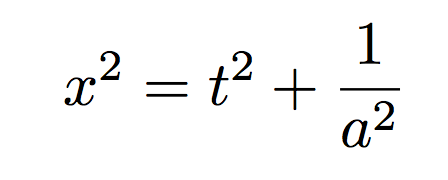 x² = t² + 1/a²